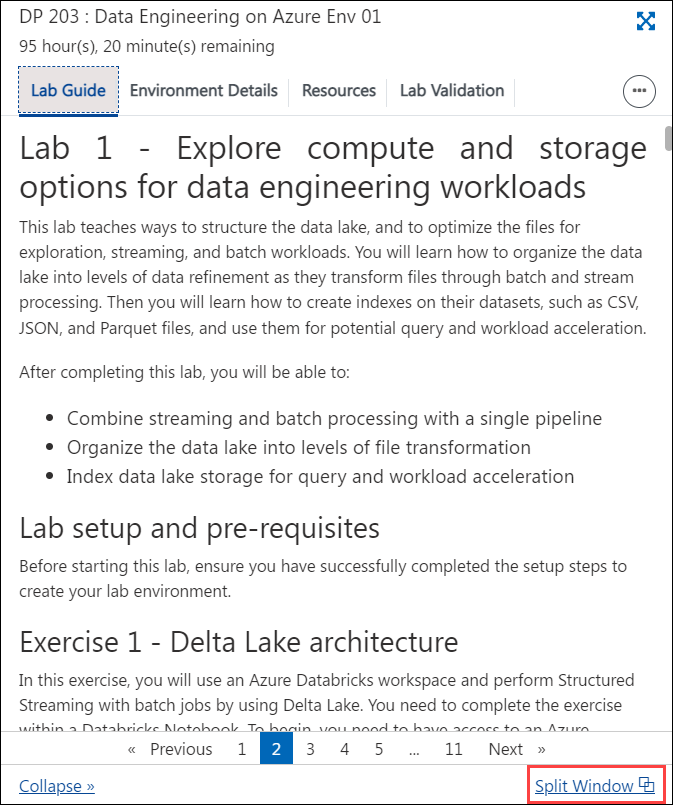 DP 203 : Data Engineering on Azure Env 01
95 hour(s), 20 minute(s) remaining
Lab Guide Environment Details Resources Lab Validation
Lab 1 - Explore compute and storage
options for data engineering workloads
This lab teaches ways to structure the data lake, and to optimize the files for
exploration, streaming, and batch workloads. You will learn how to organize the data
lake into levels of data refinement as they transform files through batch and stream
processing. Then you will learn how to create indexes on their datasets, such as CSV,
JSON, and Parquet files, and use them for potential query and workload acceleration.
After completing this lab, you will be able to:
• Combine streaming and batch processing with a single pipeline
• Organize the data lake into levels of file transformation
• Index data lake storage for query and workload acceleration
Lab setup and pre-requisites
Before starting this lab, ensure you have successfully completed the setup steps to
create your lab environment.
Exercise 1 - Delta Lake architecture
In this exercise, you will use an Azure Databricks workspace and perform Structured
Streaming with batch jobs by using Delta Lake. You need to complete the exercise
within a Databricks Notebook. To begin, you need to have access to an Azure
« Previous 1 2 3 4 5 ... 11 Next »
Collapse » Split Window